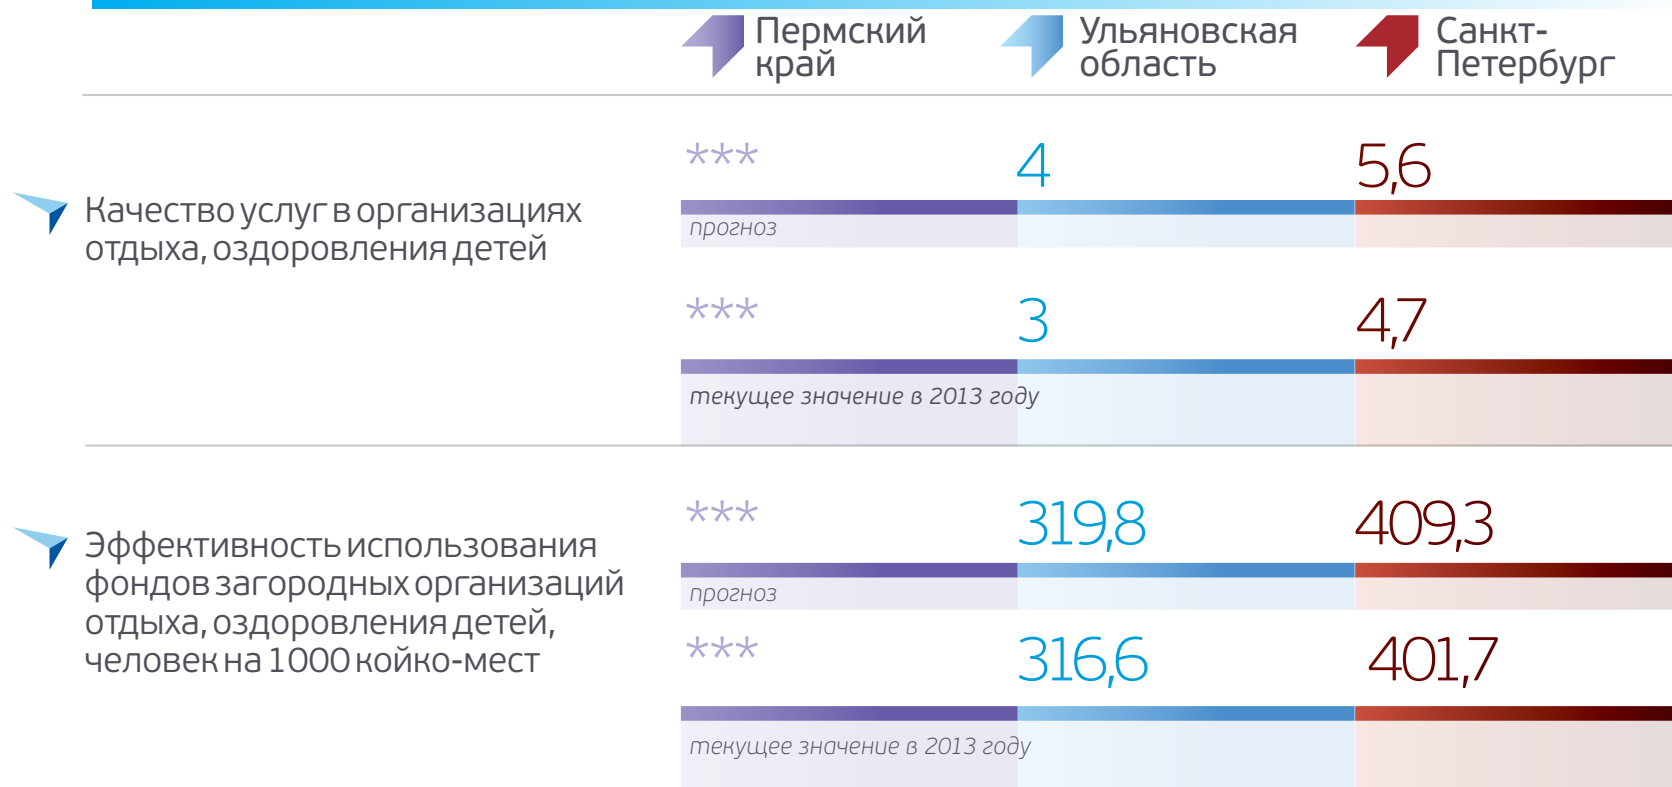 Пермский
край
Ульяновская
область
Санкт-
Петербург
Качество услуг в организациях
отдыха, оздоровления детей
*** 4 5,6
прогноз
*** 3 4,7
текущее значение в 2013 году
Эффективность использования
фондов загородных организаций
отдыха, оздоровления детей,
человек на 1000 койко-мест
*** 319,8 409,3
прогноз
*** 316,6 401,7
текущее значение в 2013 году